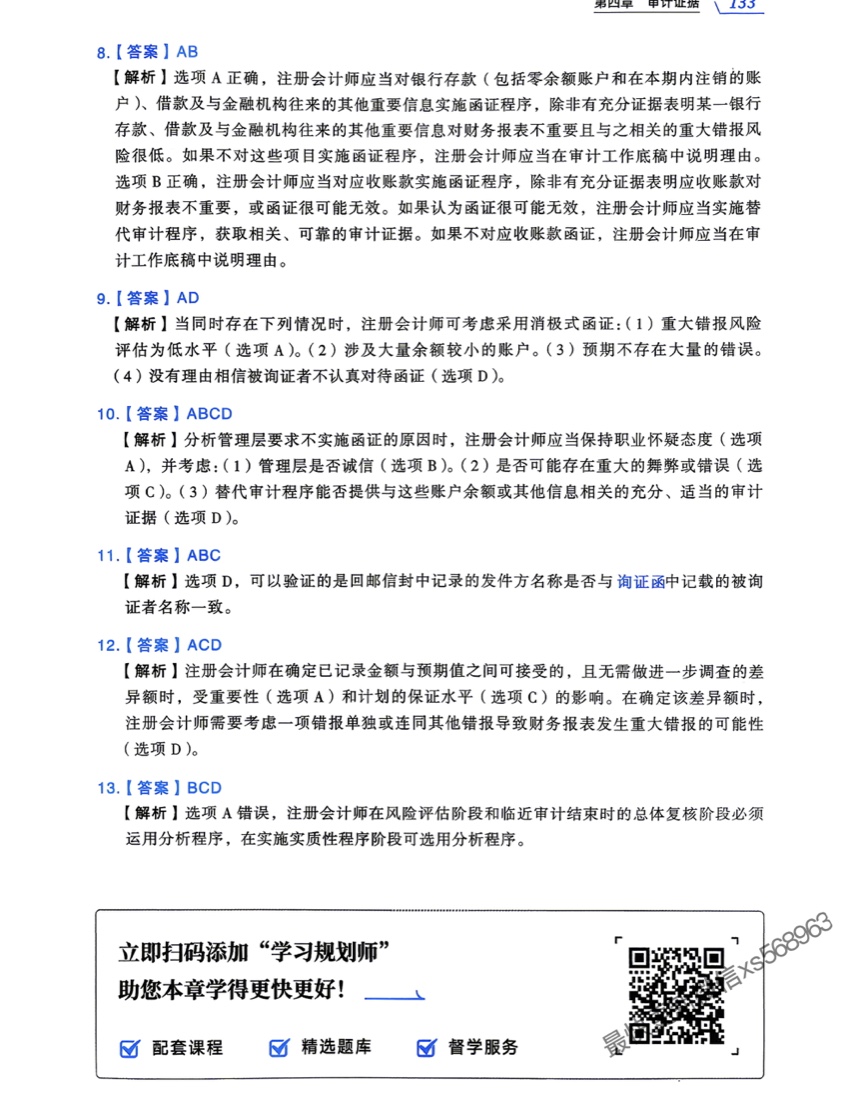 第四章 审计证据 133
8.【答案】AB
【解析】选项 A 正确，注册会计师应当对银行存款（包括零余额账户和在本期内注销的账
户）、借款及与金融机构往来的其他重要信息实施函证程序，除非有充分证据表明某一银行
存款、借款及与金融机构往来的其他重要信息对财务报表不重要且与之相关的重大错报风
险很低。如果不对这些项目实施函证程序，注册会计师应当在审计工作底稿中说明理由。
选项 B 正确，注册会计师应当对应收账款实施函证程序，除非有充分证据表明应收账款对
财务报表不重要，或函证很可能无效。如果认为函证很可能无效，注册会计师应当实施替
代审计程序，获取相关、可靠的审计证据。如果不对应收账款函证，注册会计师应当在审
计工作底稿中说明理由。
9.【答案】AD
【解析】当同时存在下列情况时，注册会计师可考虑采用消极式函证：（1）重大错报风险
评估为低水平（选项 A）。（2）涉及大量余额较小的账户。（3）预期不存在大量的错误。
（4）没有理由相信被询证者不认真对待函证（选项 D）。
10.【答案】ABCD
【解析】分析管理层要求不实施函证的原因时，注册会计师应当保持职业怀疑态度（选项
A），并考虑：（1）管理层是否诚信（选项 B）。（2）是否可能存在重大的舞弊或错误（选
项 C）。（3）替代审计程序能否提供与这些账户余额或其他信息相关的充分、适当的审计
证据（选项 D）。
11.【答案】ABC
【解析】选项 D，可以验证的是回邮信封中记录的发件方名称是否与询证函中记载的被询
证者名称一致。
12.【答案】ACD
【解析】注册会计师在确定已记录金额与预期值之间可接受的，且无需做进一步调查的差
异额时，受重要性（选项 A）和计划的保证水平（选项 C）的影响。在确定该差异额时，
注册会计师需要考虑一项错报单独或连同其他错报导致财务报表发生重大错报的可能性
（选项 D）。
13.【答案】BCD
【解析】选项 A 错误，注册会计师在风险评估阶段和临近审计结束时的总体复核阶段必须
运用分析程序，在实施实质性程序阶段可选用分析程序。
立即扫码添加“学习规划师”
助您本章学得更快更好！
配套课程 精选题库 督学服务
信xs568963